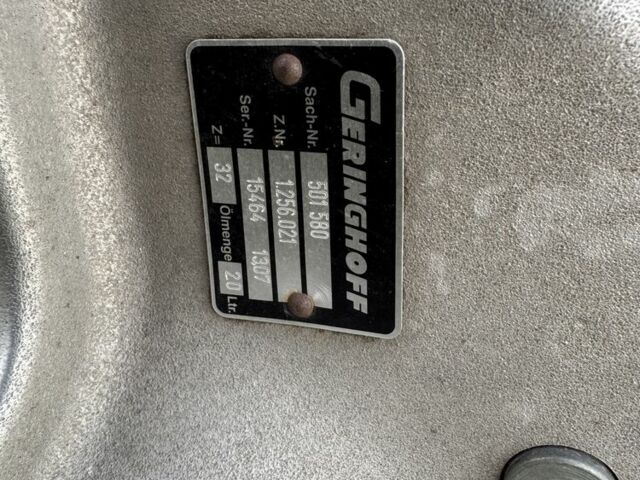 GERINGHOFF
Sach-Nr. 501 580
Z.Nr. 1.256.021
Ser.-Nr. 15464 1307
Z= 32 Ölmenge 20 Ltr.